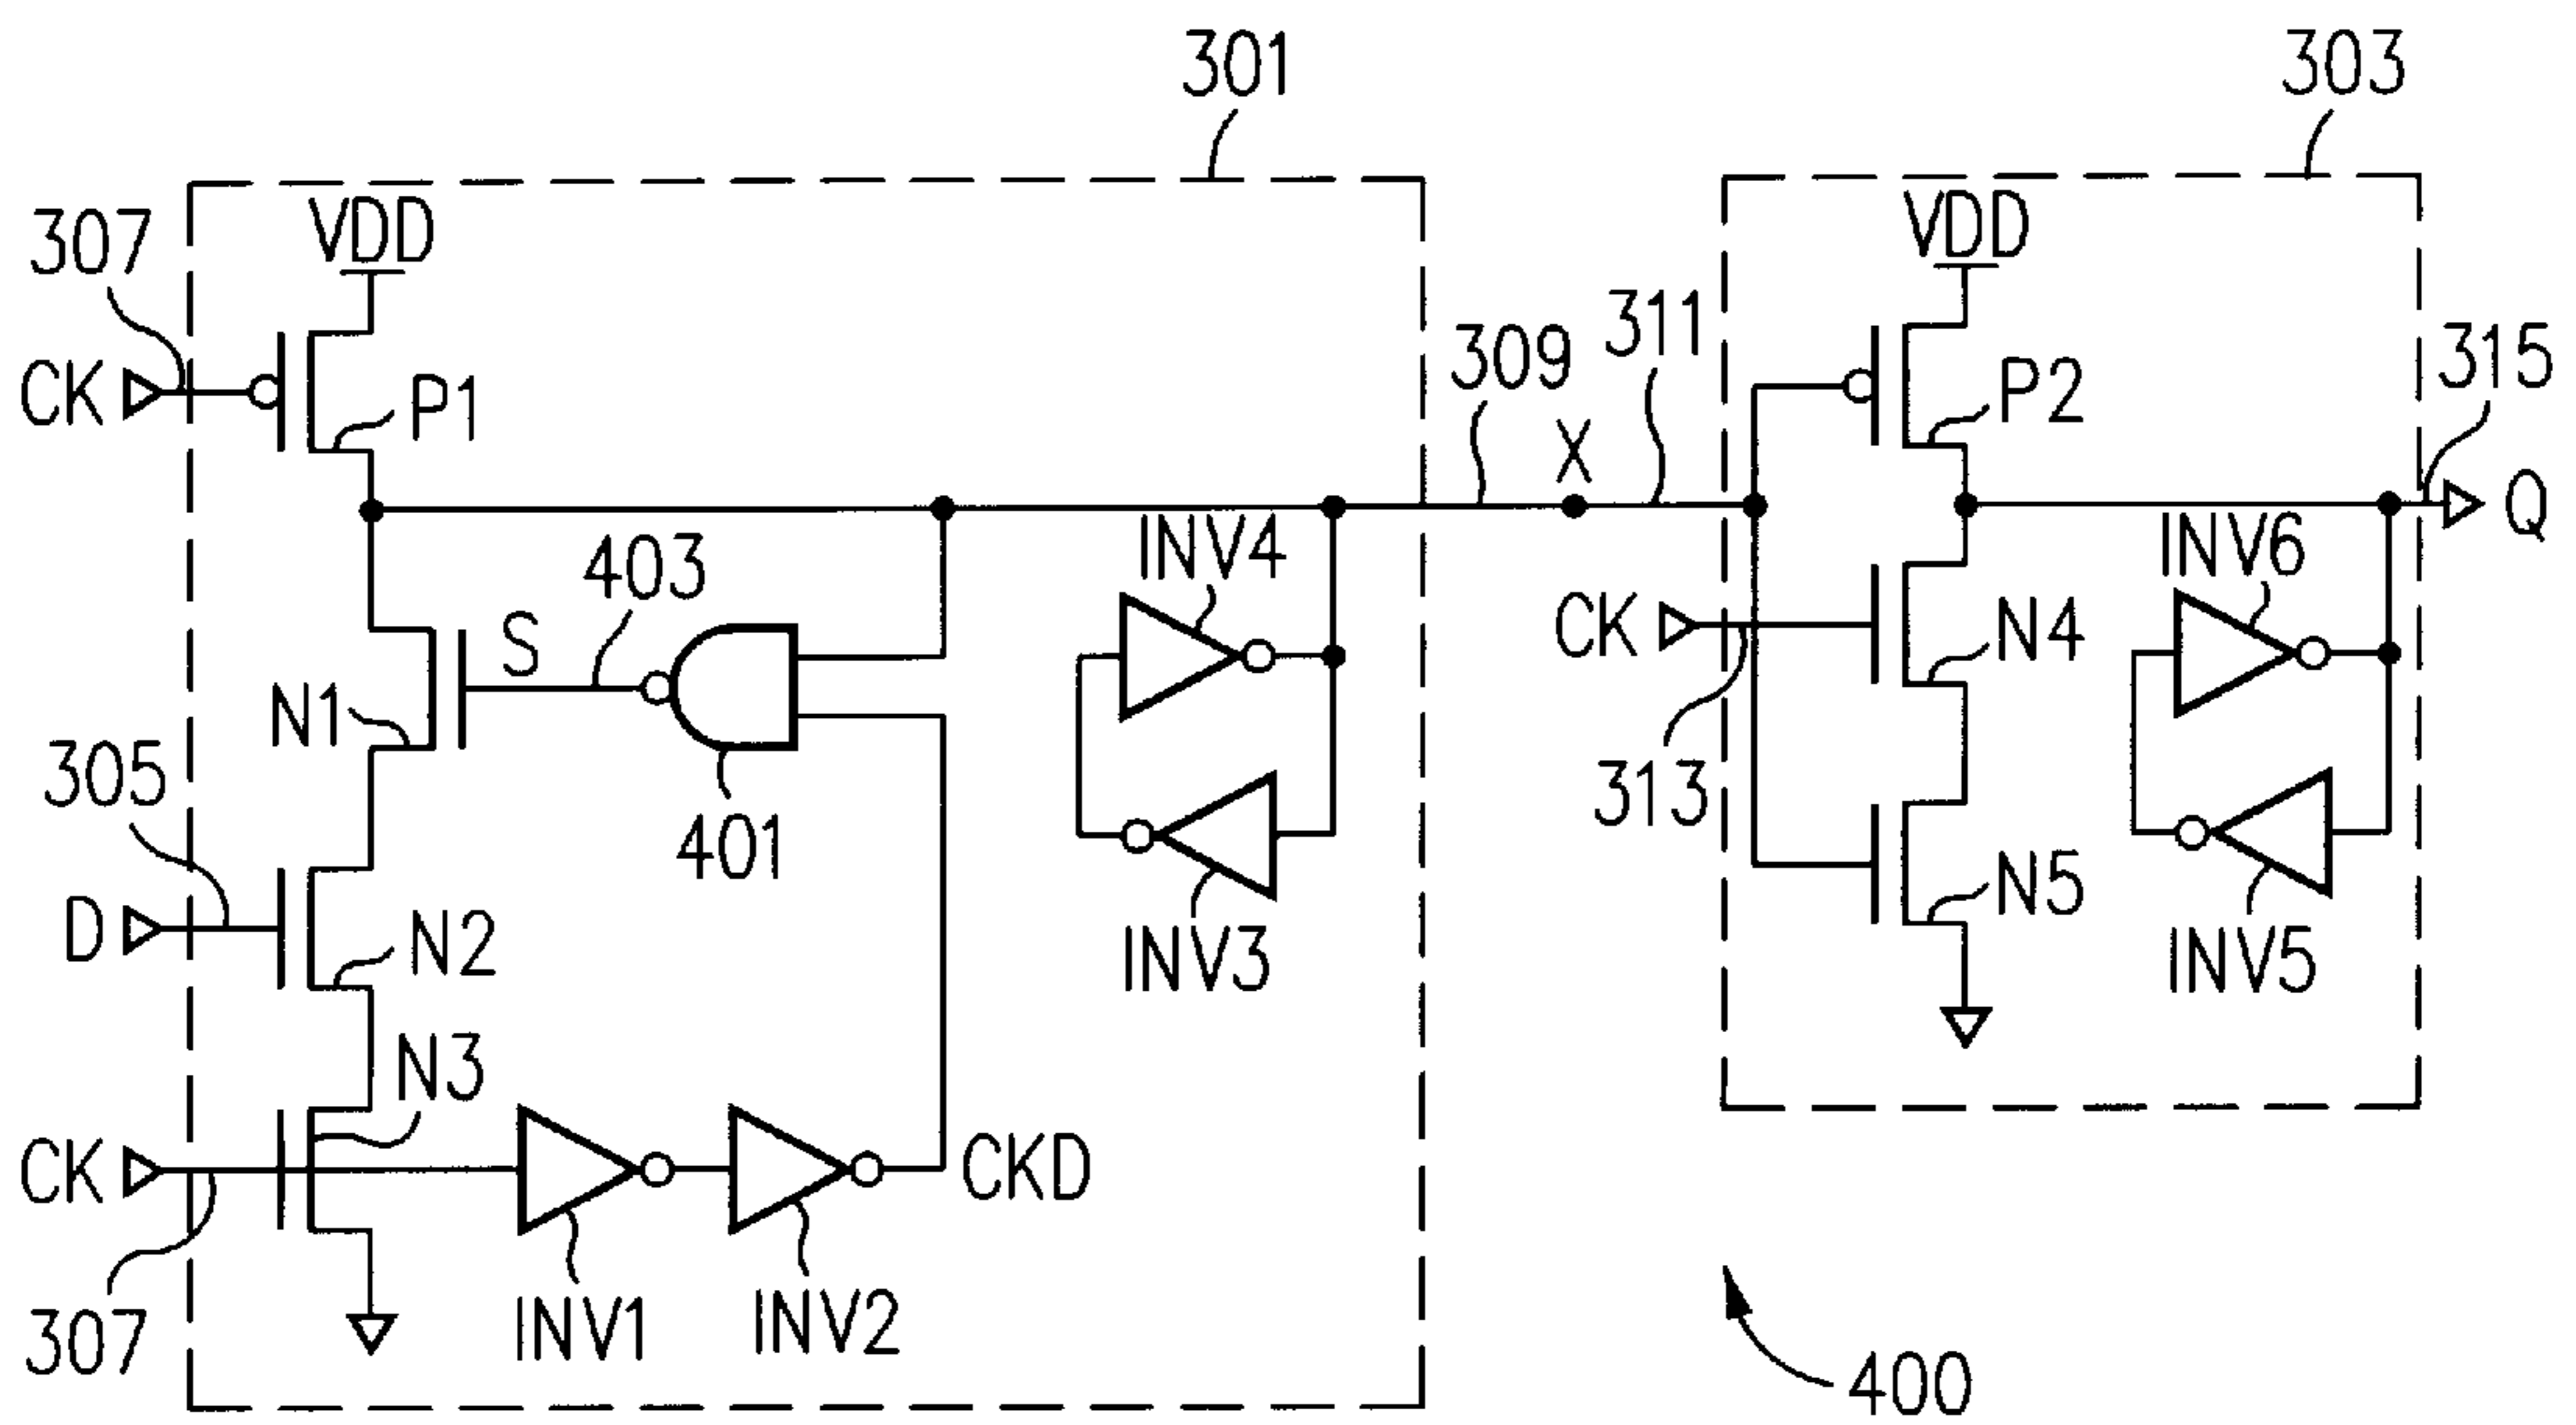 301
303
307
VDD
VDD
CK
P1
309
311
X
P2
315
Q
403
S
INV4
CK
N4
INV6
N1
305
401
313
D
N2
INV3
N5
INV5
CK
N3
CKD
307
INV1
INV2
400